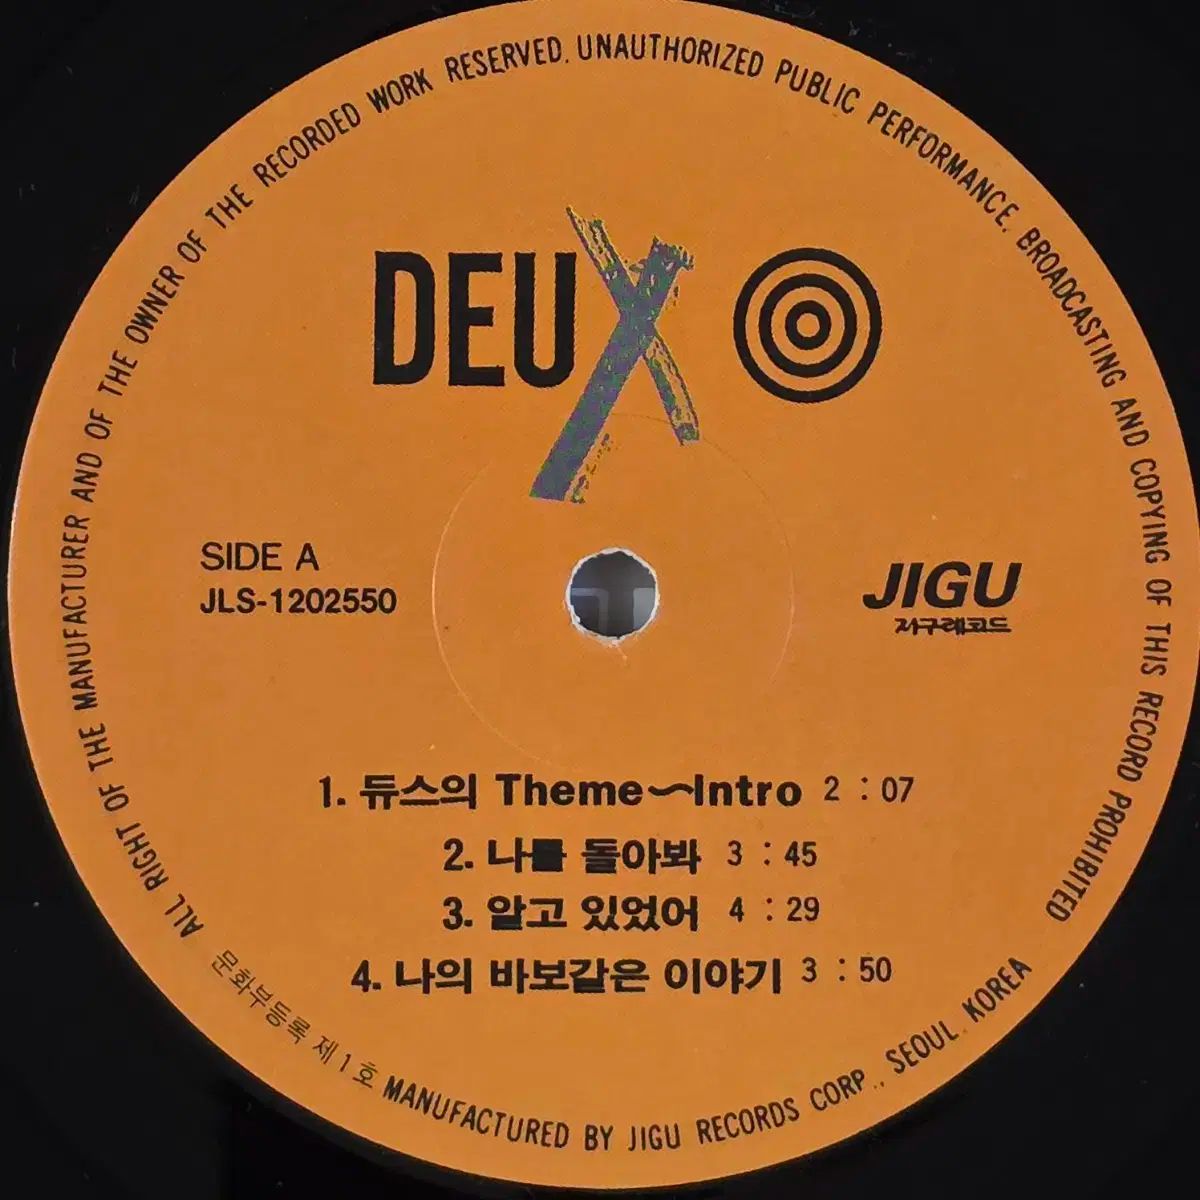 ALL RIGHT OF THE MANUFACTURER AND OF THE OWNER OF THE RECORDED WORK RESERVED. UNAUTHORIZED PUBLIC PERFORMANCE. BROADCASTING AND COPYING OF THIS RECORD PROHIBITED
DEUX
SIDE A
JLS-1202550
JIGU
지구레코드
1. 듀스의 Theme~Intro 2 : 07
2. 나를 돌아봐 3 : 45
3. 알고 있었어 4 : 29
4. 나의 바보같은 이야기 3 : 50
문화부등록 제1호 MANUFACTURED BY JIGU RECORDS CORP., SEOUL. KOREA